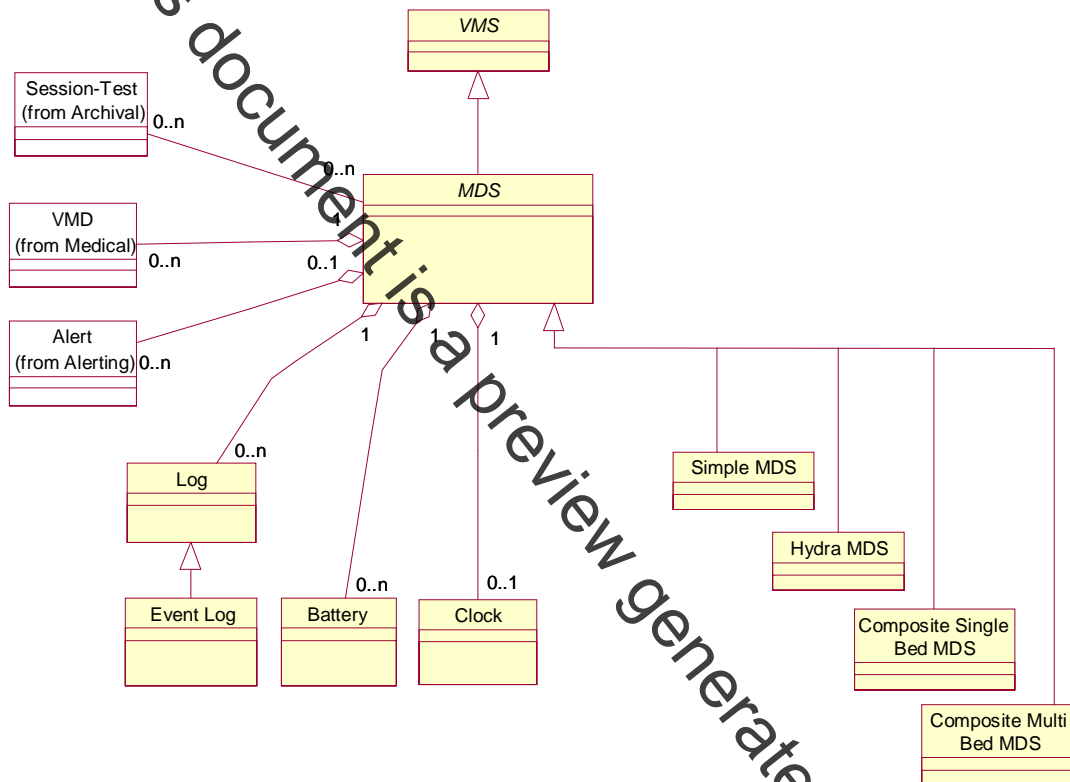 VMS
Session-Test
(from Archival)
0..n
0..n
MDS
VMD
(from Medical)
0..n
1
0..1
Alert
(from Alerting)
0..n
1
1
1
0..n
Log
Simple MDS
Hydra MDS
0..n
0..1
Event Log
Battery
Clock
Composite Single
Bed MDS
Composite Multi
Bed MDS
s document is a preview generate